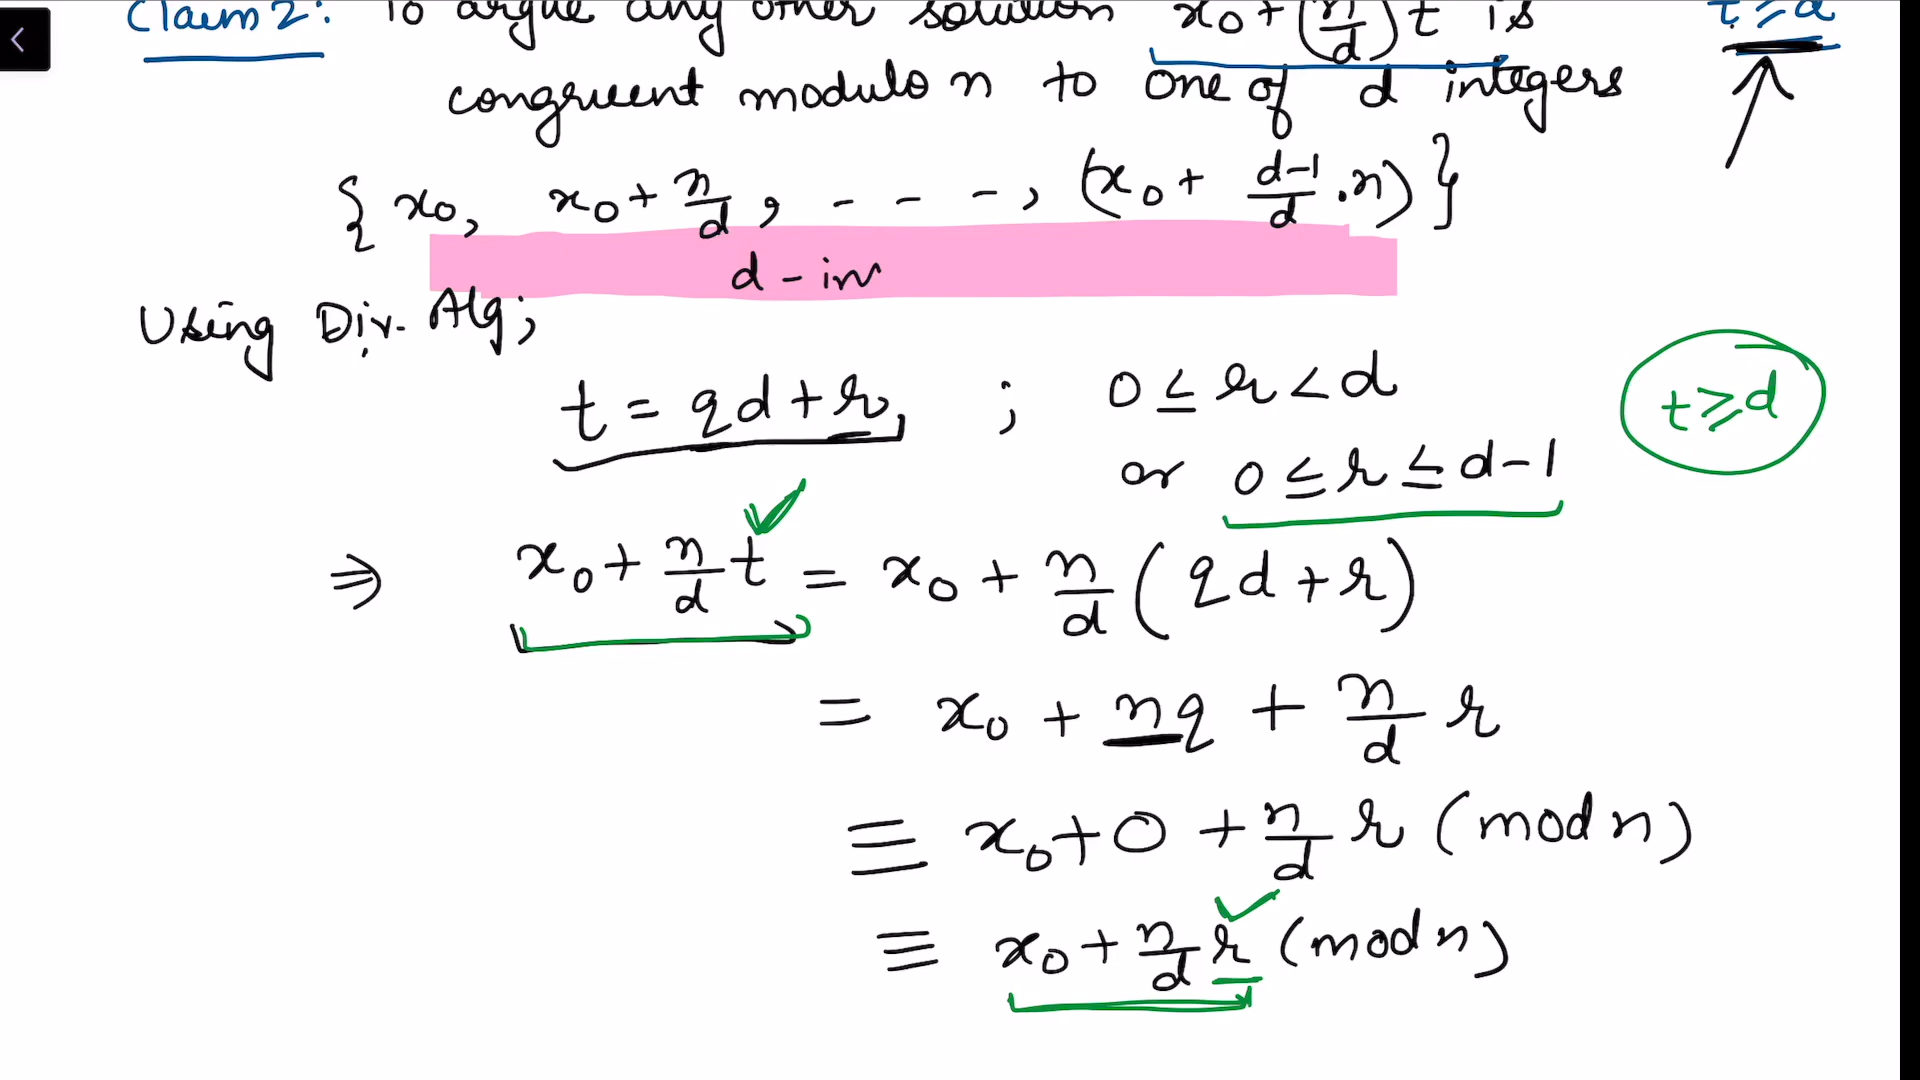 Claim 2: To argue any other solution x₀ + (n/d) t is t ≥ d
congruent modulo n to one of d integers
{ x₀, x₀ + n/d, - - - -, (x₀ + d-1/d . n) }
d - in
Using Div. Alg;
t = qd + r, ; 0 ≤ r < d
or 0 ≤ r ≤ d-1
t ≥ d
⇒ x₀ + n/d t = x₀ + n/d ( qd + r )
= x₀ + nq + n/d r
≡ x₀ + 0 + n/d r (mod n)
≡ x₀ + n/d r (mod n)